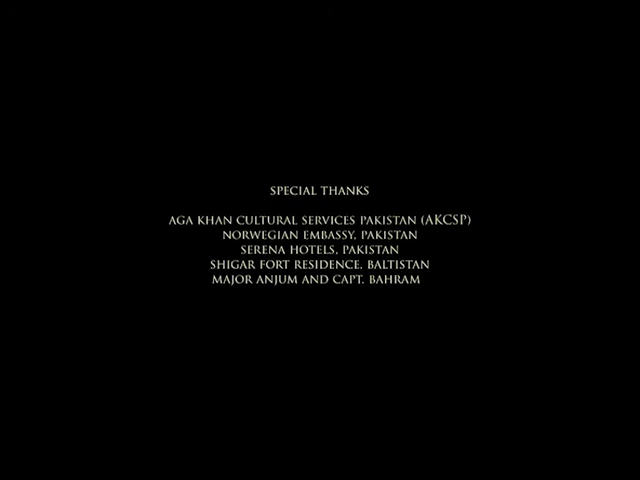 SPECIAL THANKS
AGA KHAN CULTURAL SERVICES PAKISTAN (AKCSP)
NORWEGIAN EMBASSY, PAKISTAN
SERENA HOTELS, PAKISTAN
SHIGAR FORT RESIDENCE, BALTISTAN
MAJOR ANJUM AND CAPT. BAHRAM